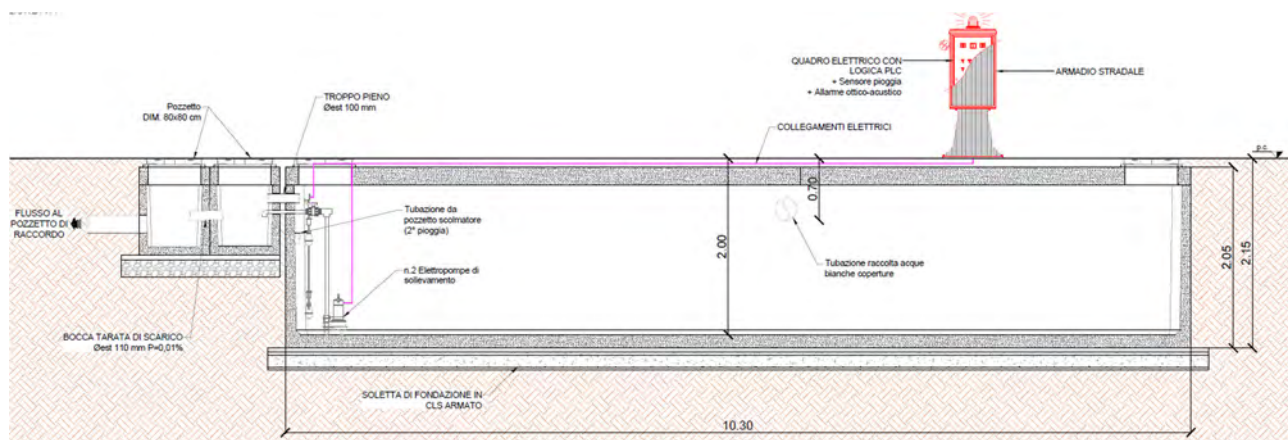 QUADRO ELETTRICO CON
LOGICA PLC
+ Sensore pioggia
+ Allarme ottico-acustico
ARMADIO STRADALE
TROPPO PIENO
Øest 100 mm
Pozzetto
DIM. 80x80 cm
COLLEGAMENTI ELETTRICI
p.c.
FLUSSO AL
POZZETTO DI
RACCORDO
Tubazione da
pozzetto scolmatore
(2° pioggia)
0.70
2.00
Tubazione raccolta acque
bianche coperture
2.05
2.15
n.2 Elettropompe di
sollevamento
BOCCA TARATA DI SCARICO
Øest 110 mm P=0,01%
SOLETTA DI FONDAZIONE IN
CLS ARMATO
10.30